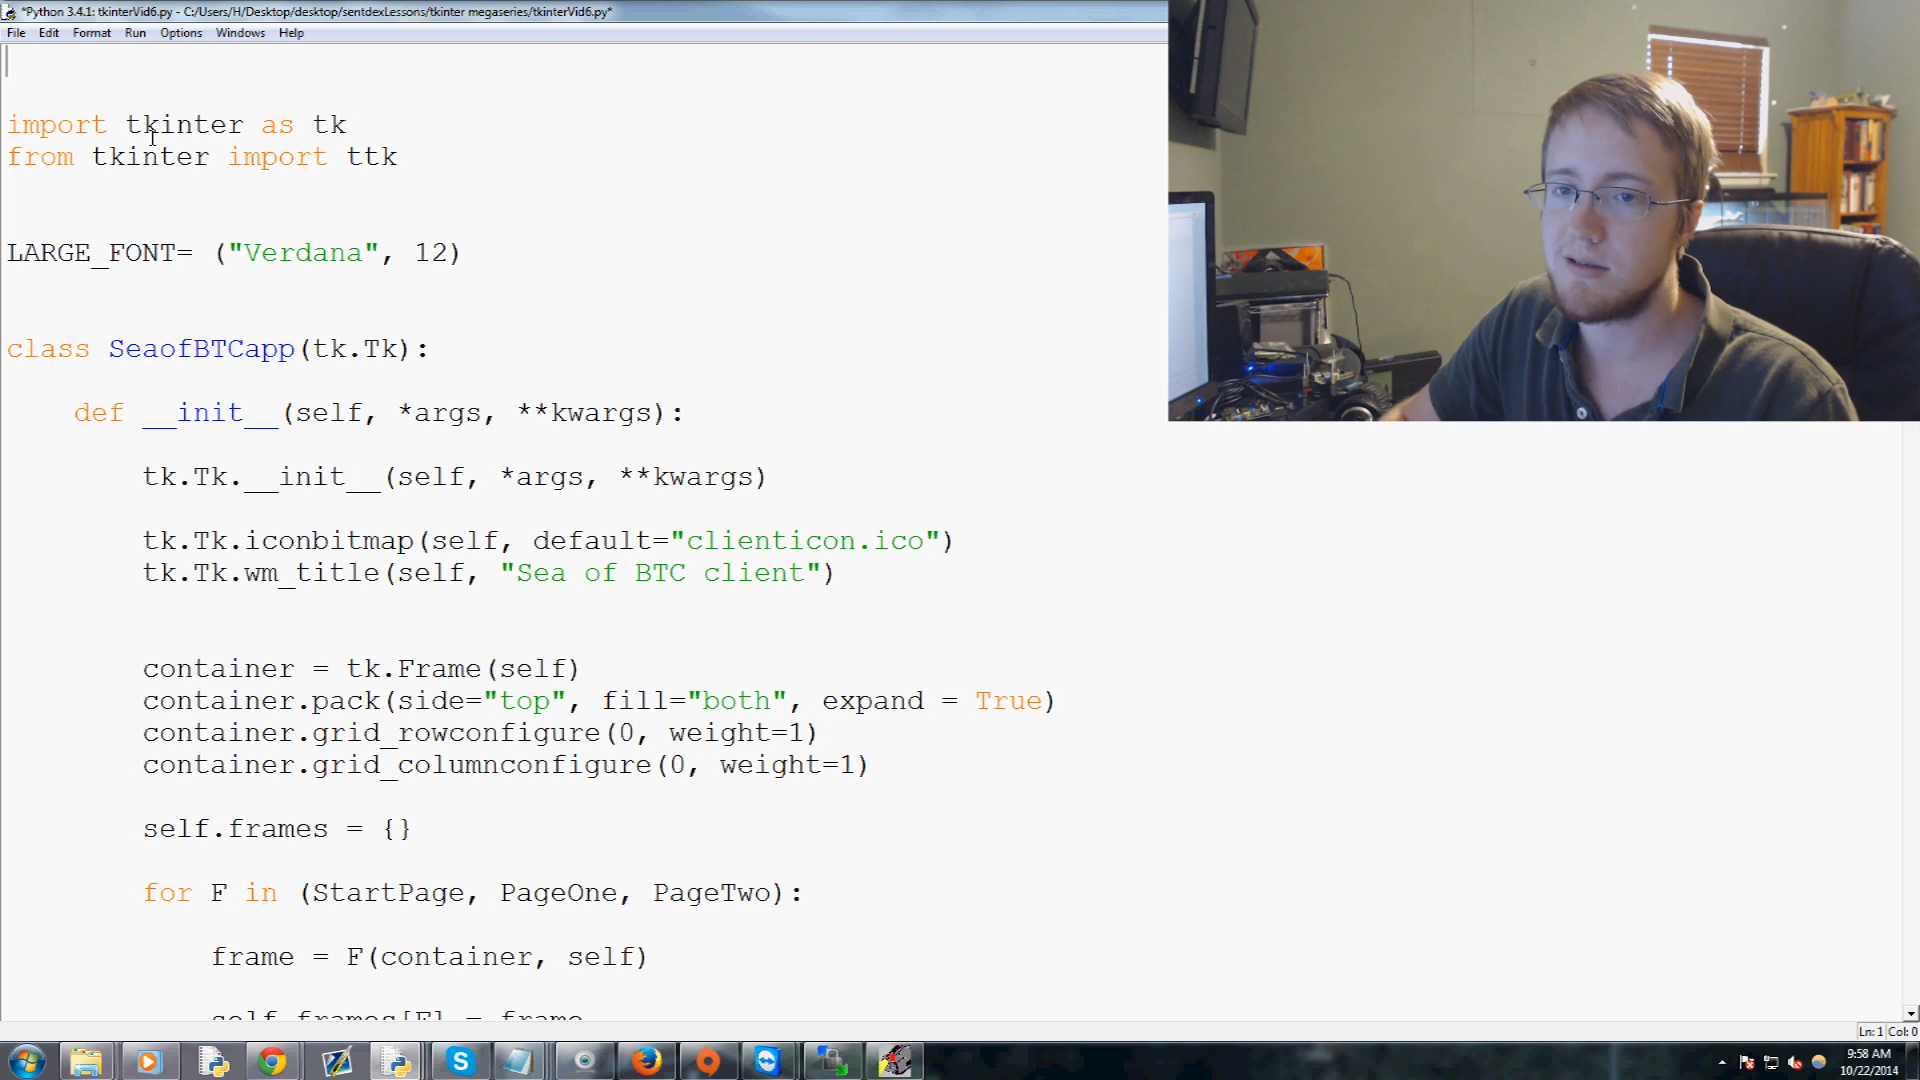 *Python 3.4.1: tkinterVid6.py - C:/Users/H/Desktop/desktop/sentdexLessons/tkinter megaseries/tkinterVid6.py*
File Edit Format Run Options Windows Help
import tkinter as tk
from tkinter import ttk
LARGE_FONT= ("Verdana", 12)
class SeaofBTCapp(tk.Tk):
def __init__(self, *args, **kwargs):
tk.Tk.__init__(self, *args, **kwargs)
tk.Tk.iconbitmap(self, default="clienticon.ico")
tk.Tk.wm_title(self, "Sea of BTC client")
container = tk.Frame(self)
container.pack(side="top", fill="both", expand = True)
container.grid_rowconfigure(0, weight=1)
container.grid_columnconfigure(0, weight=1)
self.frames = {}
for F in (StartPage, PageOne, PageTwo):
frame = F(container, self)
self.frames[F] = frame
Ln: 1 Col: 0
9:58 AM
10/22/2014